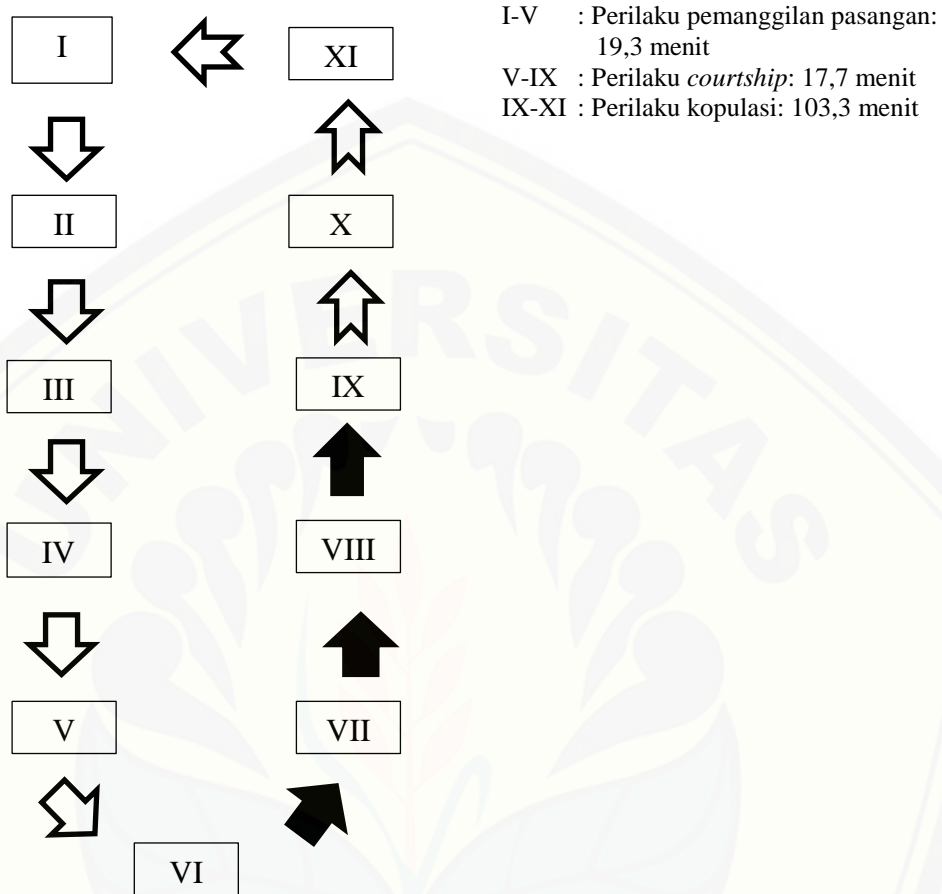 I-V : Perilaku pemanggilan pasangan:
19,3 menit
V-IX : Perilaku courtship: 17,7 menit
IX-XI : Perilaku kopulasi: 103,3 menit
I
XI
II
X
III
IX
IV
VIII
V
VII
VI
UNIVERSITAS